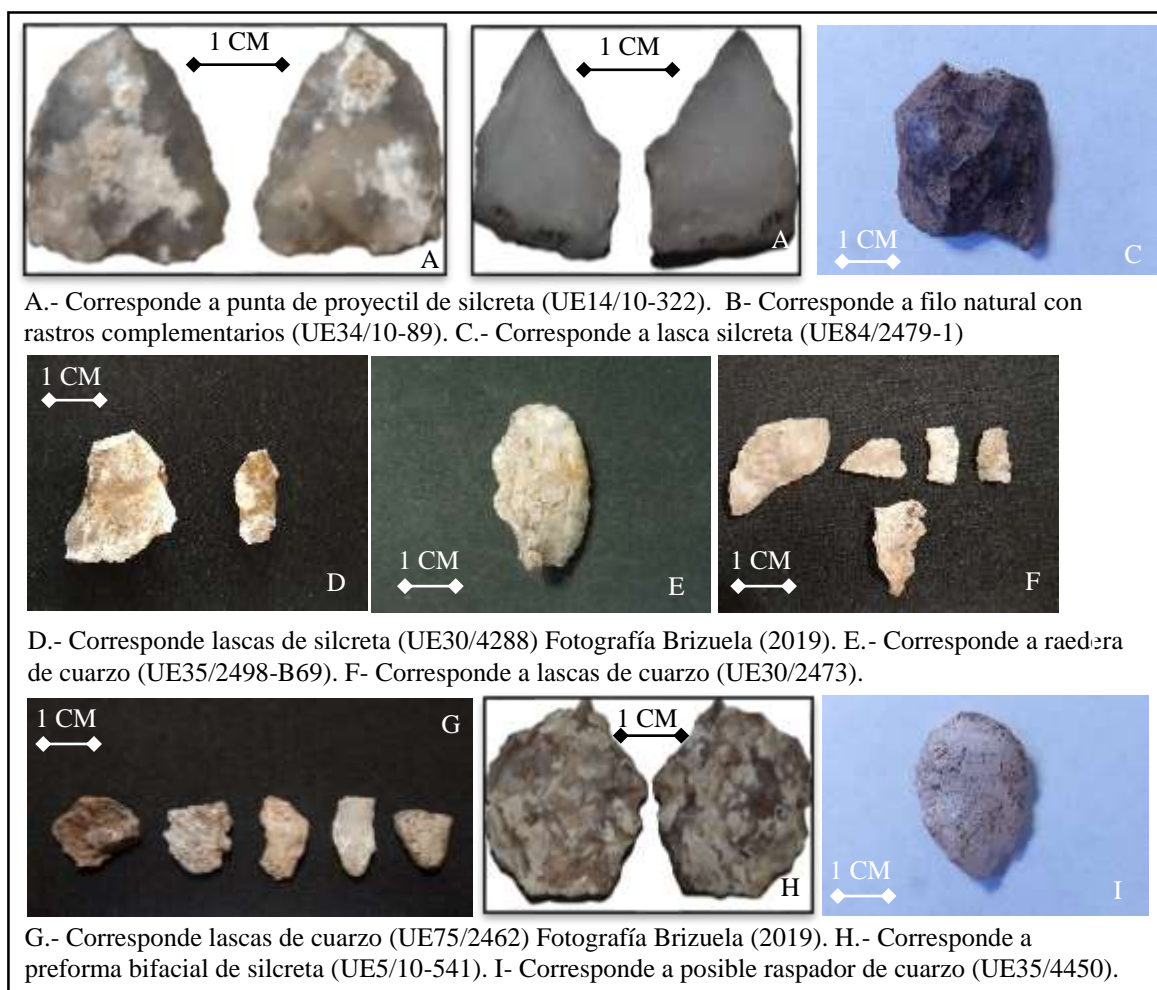 1 CM
1 CM
A
A
1 CM
C
A.- Corresponde a punta de proyectil de silcreta (UE14/10-322). B- Corresponde a filo natural con
rastros complementarios (UE34/10-89). C.- Corresponde a lasca silcreta (UE84/2479-1)
1 CM
D
1 CM
E
1 CM
F
D.- Corresponde lascas de silcreta (UE30/4288) Fotografía Brizuela (2019). E.- Corresponde a raedera
de cuarzo (UE35/2498-B69). F- Corresponde a lascas de cuarzo (UE30/2473).
1 CM
G
1 CM
H
1 CM
I
G.- Corresponde lascas de cuarzo (UE75/2462) Fotografía Brizuela (2019). H.- Corresponde a
preforma bifacial de silcreta (UE5/10-541). I- Corresponde a posible raspador de cuarzo (UE35/4450).